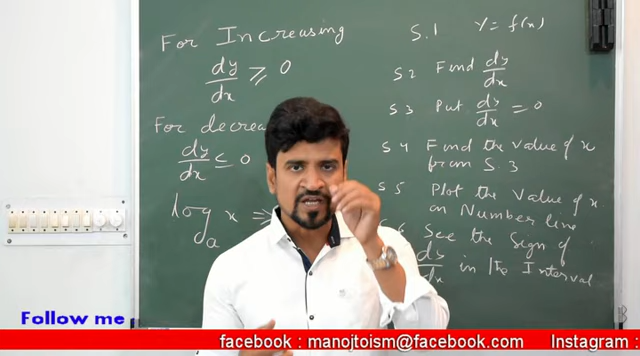 For Increasing
dy/dx ≥ 0
For decrea
dy/dx ≤ 0
log a x ⇒
S.1 Y = f(x)
S 2 Find dy/dx
S 3 Put dy/dx = 0
S 4 Find the value of x
from S.3
S 5 Plot the Value of x
on Number line
See the Sign of
dy/dx in the Interval
Follow me
facebook : manojtoism@facebook.com Instagram :